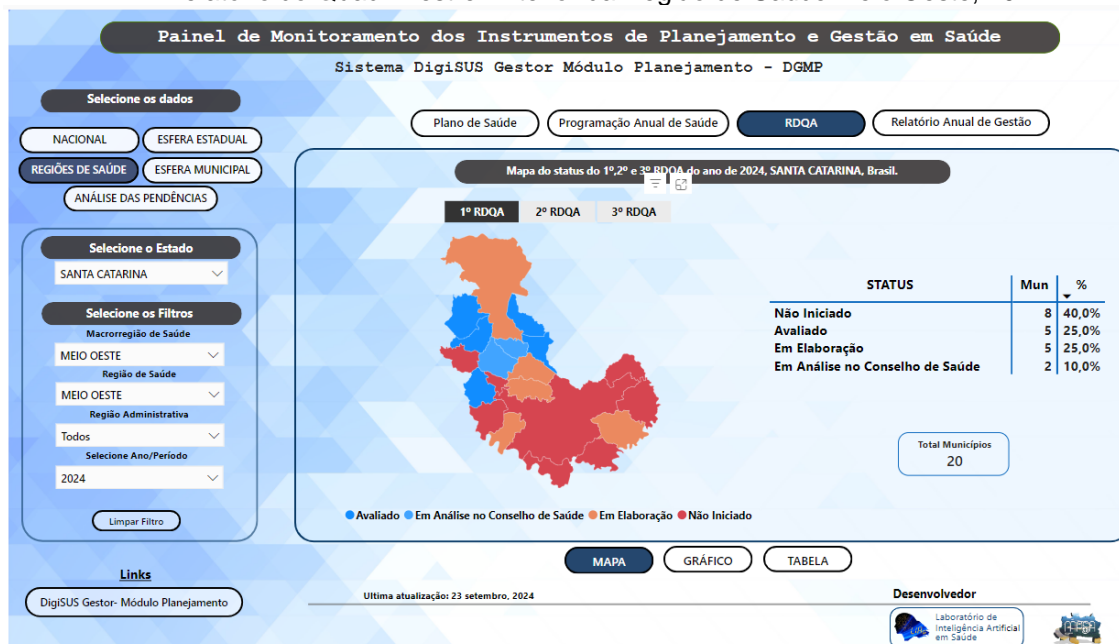 Painel de Monitoramento dos Instrumentos de Planejamento e Gestão em Saúde
Sistema DigiSUS Gestor Módulo Planejamento - DGMP
Selecione os dados
NACIONAL
ESFERA ESTADUAL
REGIÕES DE SAÚDE
ESFERA MUNICIPAL
ANÁLISE DAS PENDÊNCIAS
Plano de Saúde
Programação Anual de Saúde
RDQA
Relatório Anual de Gestão
Selecione o Estado
SANTA CATARINA
Selecione os Filtros
Macrorregião de Saúde
MEIO OESTE
Região de Saúde
MEIO OESTE
Região Administrativa
Todos
Selecione Ano/Período
2024
Limpar Filtro
Links
DigiSUS Gestor- Módulo Planejamento
Mapa do status do 1º,2º e 3º RDQA do ano de 2024, SANTA CATARINA, Brasil.
1º RDQA 2º RDQA 3º RDQA
STATUS Mun %
Não Iniciado 8 40,0%
Avaliado 5 25,0%
Em Elaboração 5 25,0%
Em Análise no Conselho de Saúde 2 10,0%
Total Municípios
20
Avaliado Em Análise no Conselho de Saúde Em Elaboração Não Iniciado
MAPA
GRÁFICO
TABELA
Ultima atualização: 23 setembro, 2024
Desenvolvedor
Laboratório de
Inteligência Artificial
em Saúde